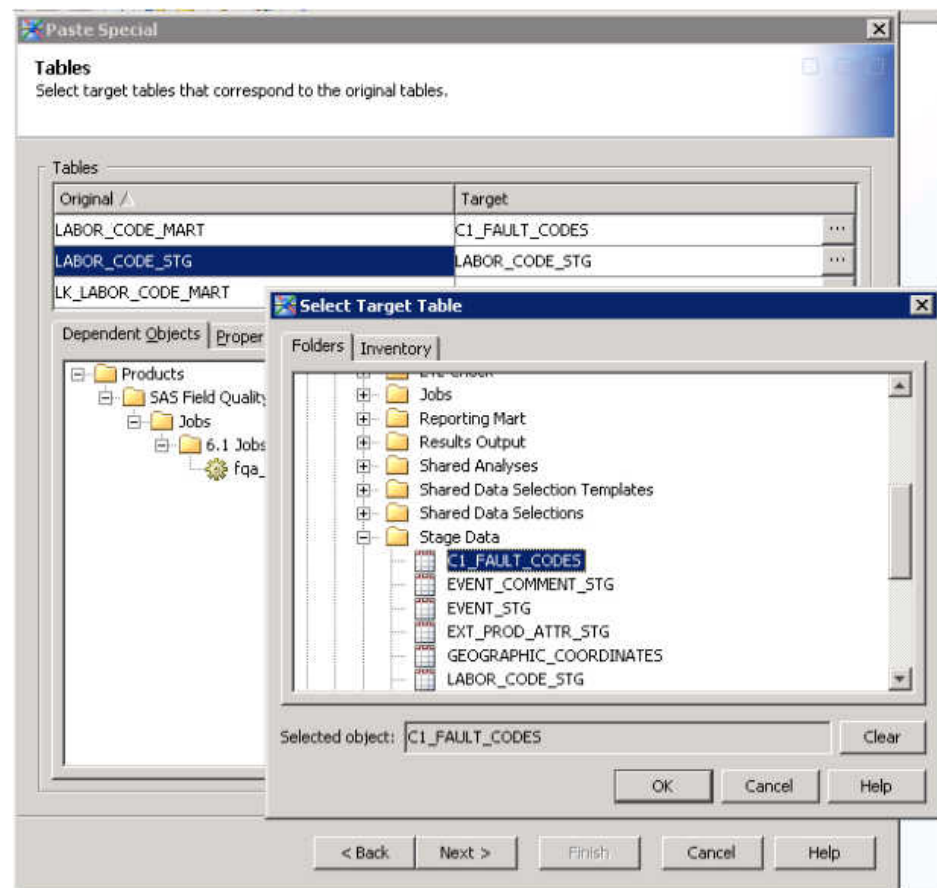 Paste Special
Tables
Select target tables that correspond to the original tables.
Tables
Original Target
LABOR_CODE_MART C1_FAULT_CODES ...
LABOR_CODE_STG LABOR_CODE_STG ...
LK_LABOR_CODE_MART
Dependent Objects Proper
Products
SAS Field Quality
Jobs
6.1 Jobs
fqa_
Select Target Table
Folders Inventory
Jobs
Reporting Mart
Results Output
Shared Analyses
Shared Data Selection Templates
Shared Data Selections
Stage Data
C1_FAULT_CODES
EVENT_COMMENT_STG
EVENT_STG
EXT_PROD_ATTR_STG
GEOGRAPHIC_COORDINATES
LABOR_CODE_STG
Selected object: C1_FAULT_CODES Clear
OK Cancel Help
< Back Next > Finish Cancel Help